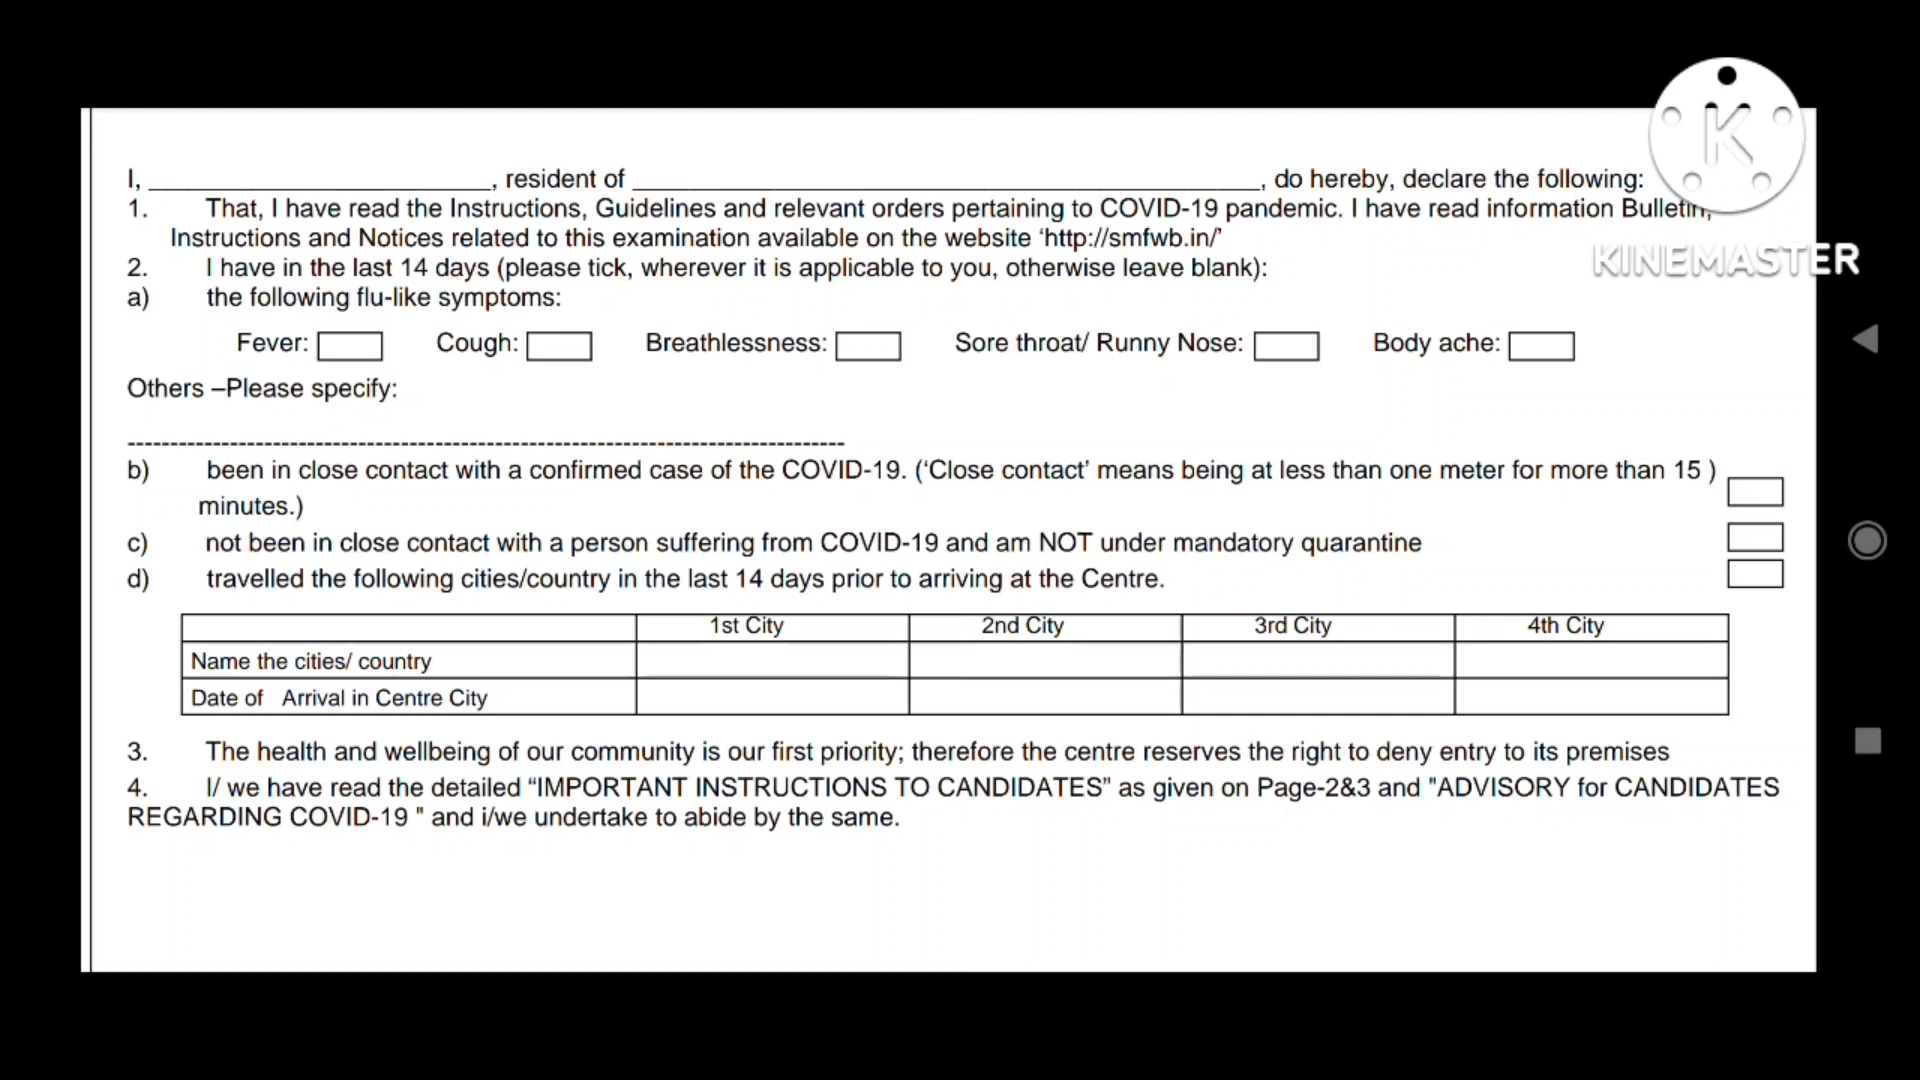 I, ________________________, resident of ____________________________________________, do hereby, declare the following:
1. That, I have read the Instructions, Guidelines and relevant orders pertaining to COVID-19 pandemic. I have read information Bulletin,
Instructions and Notices related to this examination available on the website ‘http://smfwb.in/’
2. I have in the last 14 days (please tick, wherever it is applicable to you, otherwise leave blank):
a) the following flu-like symptoms:
Fever: Cough: Breathlessness: Sore throat/ Runny Nose: Body ache:
Others –Please specify:
------------------------------------------------------------------------------------
b) been in close contact with a confirmed case of the COVID-19. (‘Close contact’ means being at less than one meter for more than 15 )
minutes.)
c) not been in close contact with a person suffering from COVID-19 and am NOT under mandatory quarantine
d) travelled the following cities/country in the last 14 days prior to arriving at the Centre.
1st City 2nd City 3rd City 4th City
Name the cities/ country
Date of Arrival in Centre City
3. The health and wellbeing of our community is our first priority; therefore the centre reserves the right to deny entry to its premises
4. I/ we have read the detailed “IMPORTANT INSTRUCTIONS TO CANDIDATES” as given on Page-2&3 and "ADVISORY for CANDIDATES
REGARDING COVID-19 " and i/we undertake to abide by the same.
K
KINEMASTER